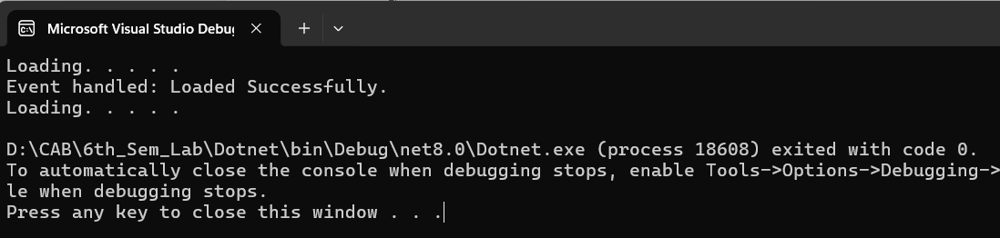 Microsoft Visual Studio Debu
Loading. . . . .
Event handled: Loaded Successfully.
Loading. . . . .
D:\CAB\6th_Sem_Lab\Dotnet\bin\Debug\net8.0\Dotnet.exe (process 18608) exited with code 0.
To automatically close the console when debugging stops, enable Tools->Options->Debugging->
le when debugging stops.
Press any key to close this window . . .